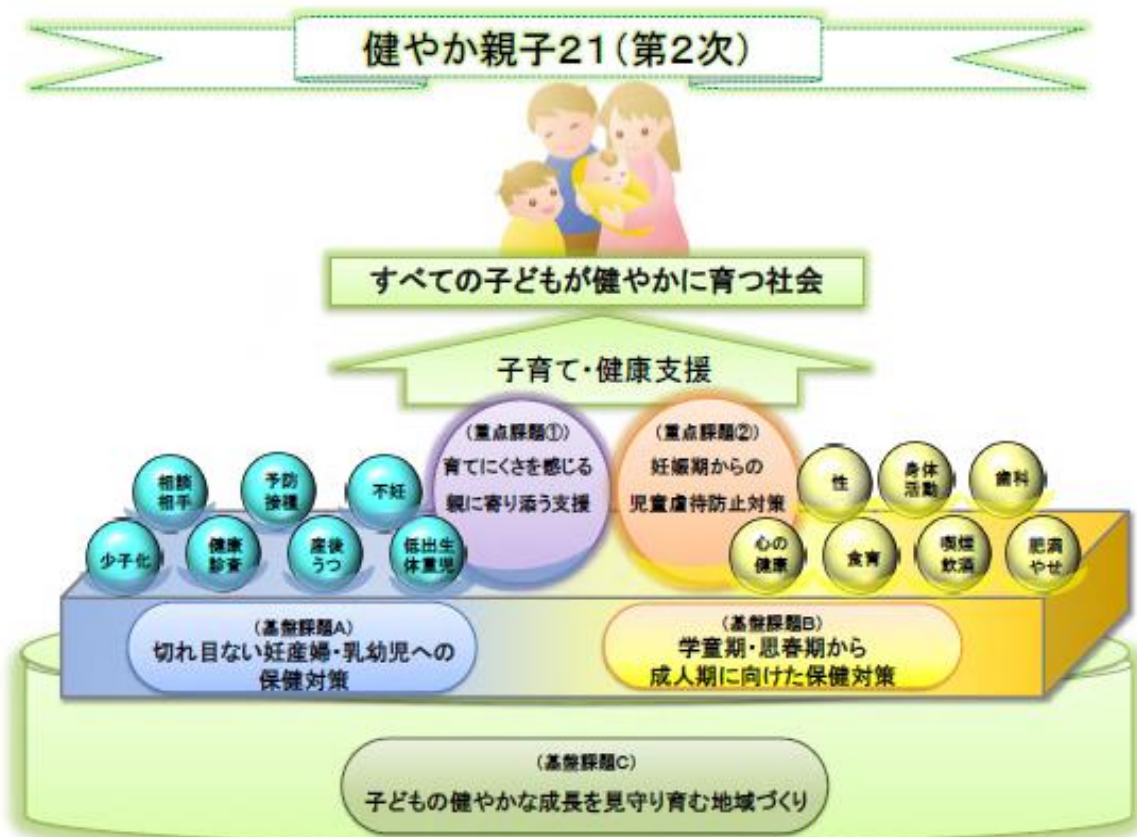 健やか親子21(第2次)
すべての子どもが健やかに育つ社会
子育て・健康支援
(重点課題①)
育てにくさを感じる
親に寄り添う支援
(重点課題②)
妊娠期からの
児童虐待防止対策
相談
相手
予防
接種
不妊
少子化
健康
診査
産後
うつ
低出生
体重児
性
身体
活動
歯科
心の
健康
食育
喫煙
飲酒
肥満
やせ
(基盤課題A)
切れ目ない妊産婦・乳幼児への
保健対策
(基盤課題B)
学童期・思春期から
成人期に向けた保健対策
(基盤課題C)
子どもの健やかな成長を見守り育む地域づくり